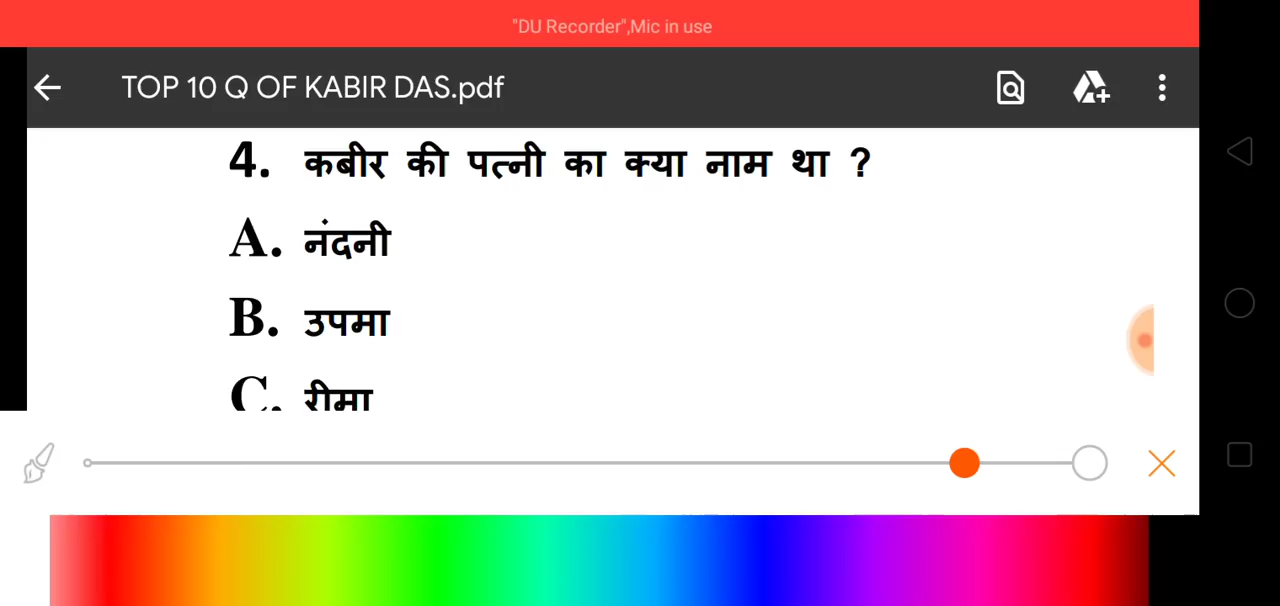 "DU Recorder",Mic in use
TOP 10 Q OF KABIR DAS.pdf
4. कबीर की पत्नी का क्या नाम था ?
A. नंदनी
B. उपमा
C. रीमा